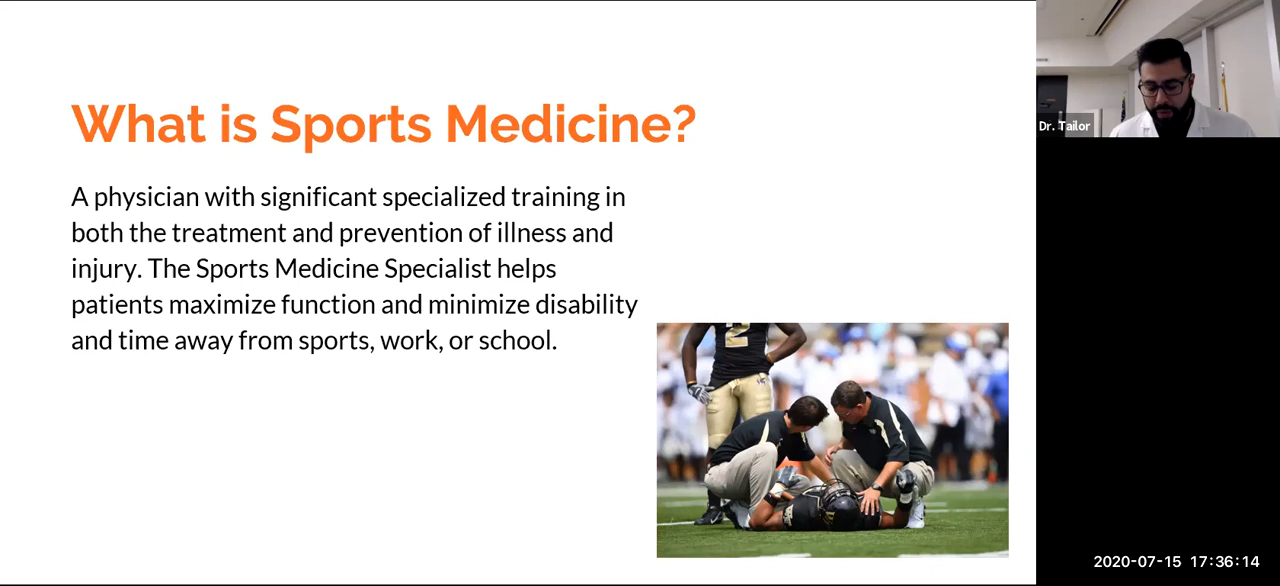 What is Sports Medicine?
A physician with significant specialized training in
both the treatment and prevention of illness and
injury. The Sports Medicine Specialist helps
patients maximize function and minimize disability
and time away from sports, work, or school.
2
Dr. Tailor
2020-07-15 17:36:14